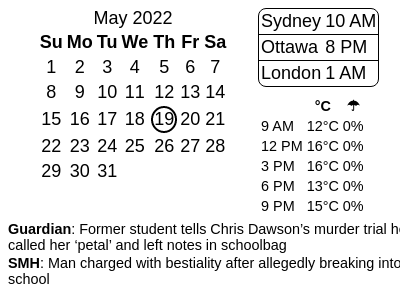 May 2022
Su Mo Tu We Th Fr Sa
1 2 3 4 5 6 7
8 9 10 11 12 13 14
15 16 17 18 19 20 21
22 23 24 25 26 27 28
29 30 31
Sydney 10 AM
Ottawa 8 PM
London 1 AM
°C ☂
9 AM 12°C 0%
12 PM 16°C 0%
3 PM 16°C 0%
6 PM 13°C 0%
9 PM 15°C 0%
Guardian: Former student tells Chris Dawson’s murder trial
called her ‘petal’ and left notes in schoolbag
SMH: Man charged with bestiality after allegedly breaking into
school